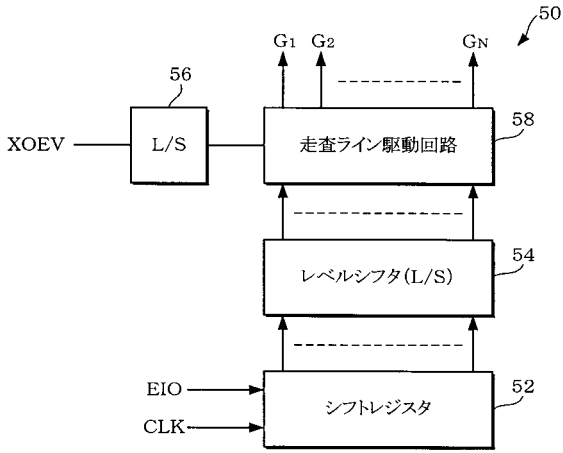 50
G1 G2 GN
56
58
XOEV L/S 走査ライン駆動回路
54
レベルシフタ(L/S)
52
EIO
シフトレジスタ
CLK